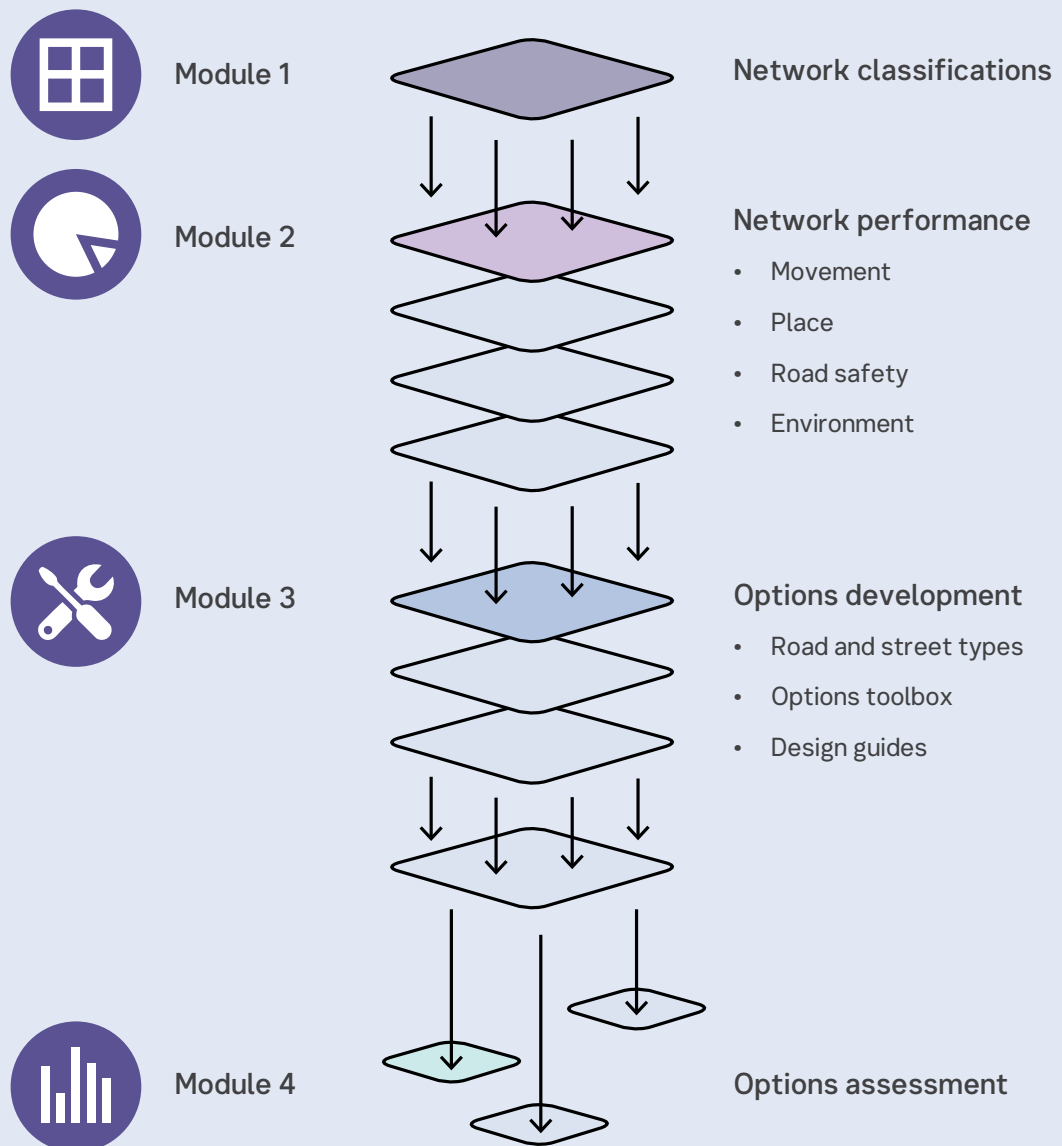 Module 1
Network classifications
Module 2
Network performance
• Movement
• Place
• Road safety
• Environment
Module 3
Options development
• Road and street types
• Options toolbox
• Design guides
Module 4
Options assessment